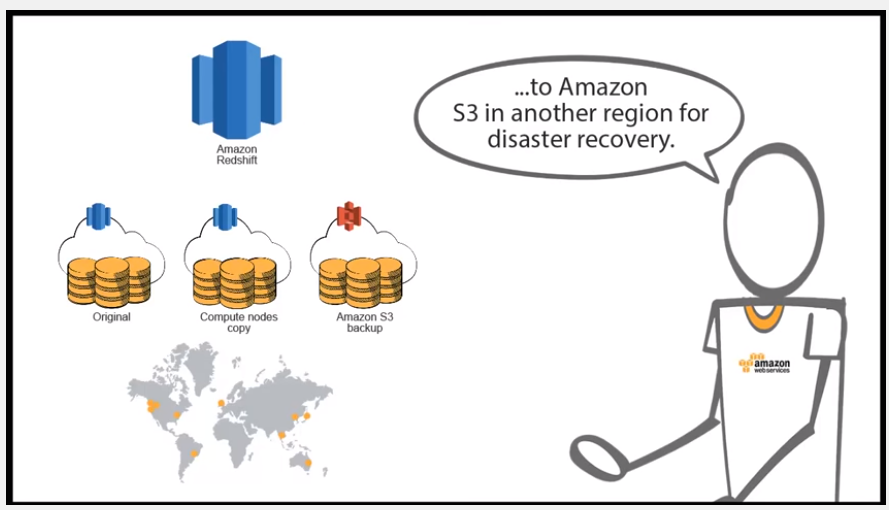 Amazon
Redshift
...to Amazon
S3 in another region for
disaster recovery.
Original
Compute nodes
copy
Amazon S3
backup
amazon
webservices